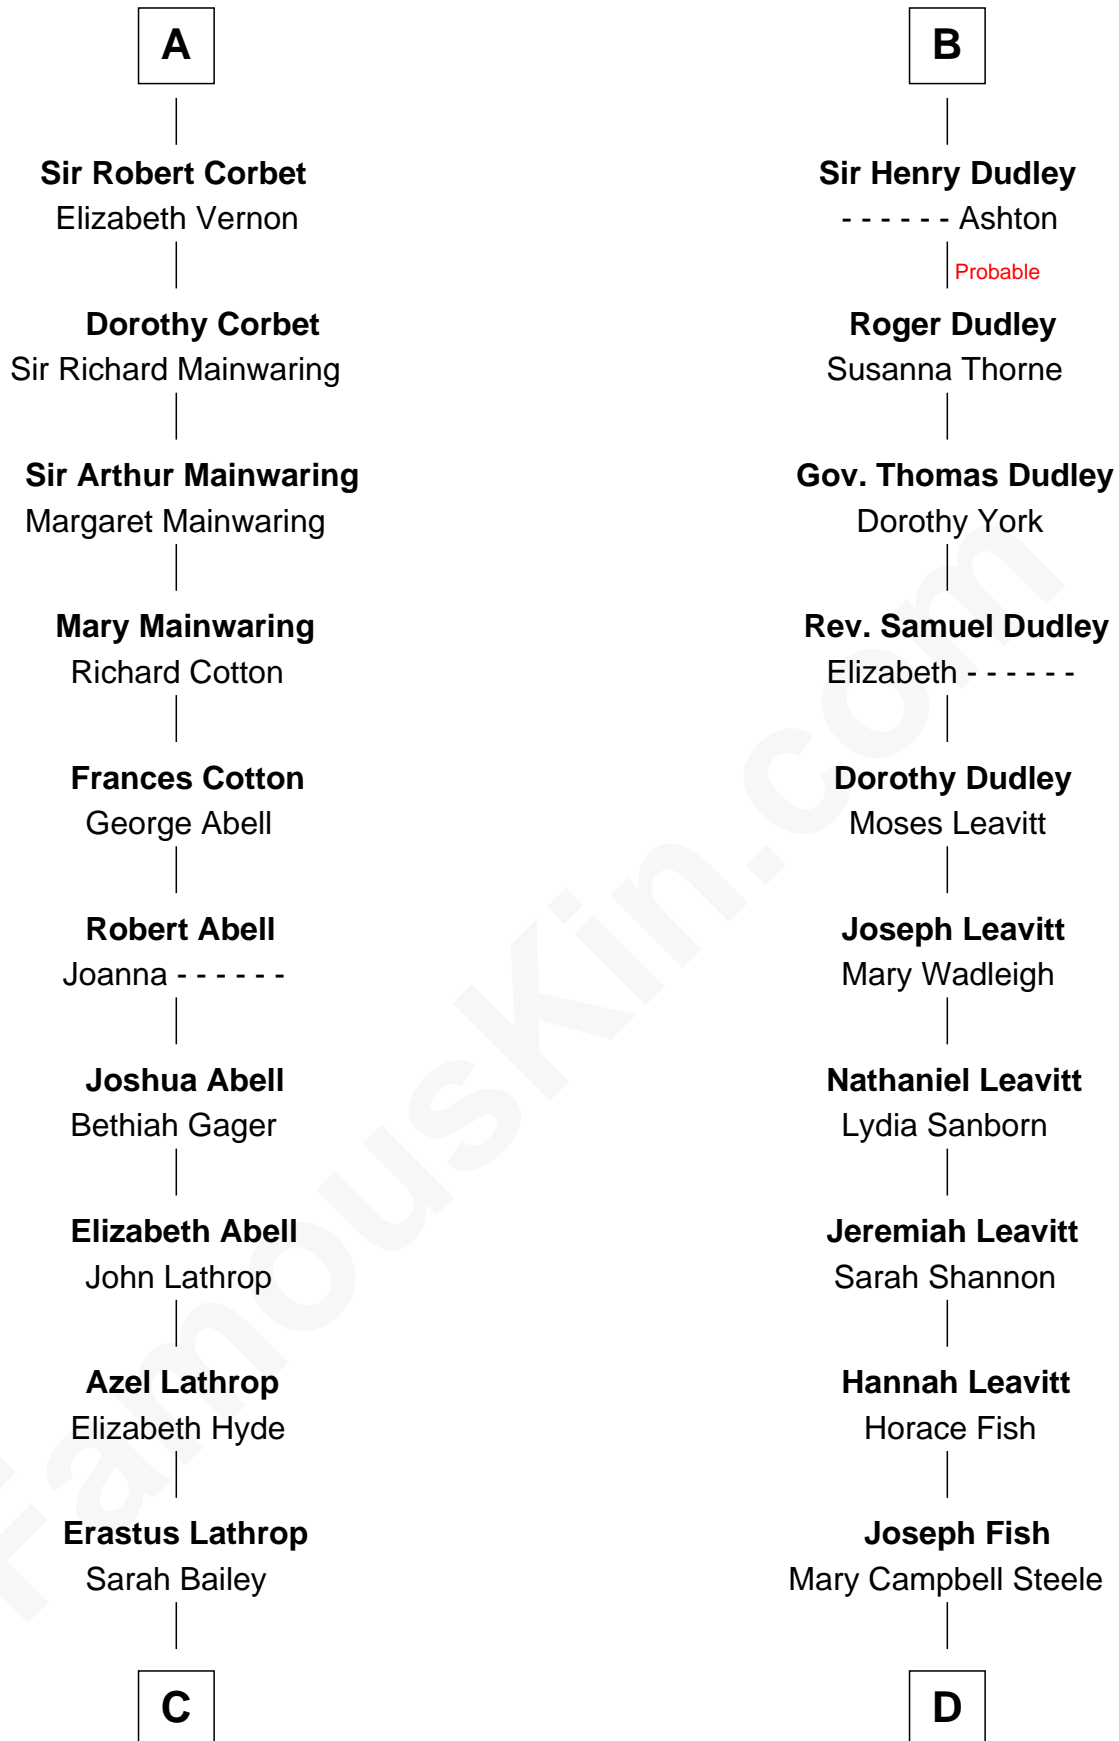 A
Sir Robert Corbet
Elizabeth Vernon
Dorothy Corbet
Sir Richard Mainwaring
Sir Arthur Mainwaring
Margaret Mainwaring
Mary Mainwaring
Richard Cotton
Frances Cotton
George Abell
Robert Abell
Joanna - - - - - -
Joshua Abell
Bethiah Gager
Elizabeth Abell
John Lathrop
Azel Lathrop
Elizabeth Hyde
Erastus Lathrop
Sarah Bailey
C
B
Sir Henry Dudley
- - - - - - Ashton
Probable
Roger Dudley
Susanna Thorne
Gov. Thomas Dudley
Dorothy York
Rev. Samuel Dudley
Elizabeth - - - - - -
Dorothy Dudley
Moses Leavitt
Joseph Leavitt
Mary Wadleigh
Nathaniel Leavitt
Lydia Sanborn
Jeremiah Leavitt
Sarah Shannon
Hannah Leavitt
Horace Fish
Joseph Fish
Mary Campbell Steele
D
FamousKin.com